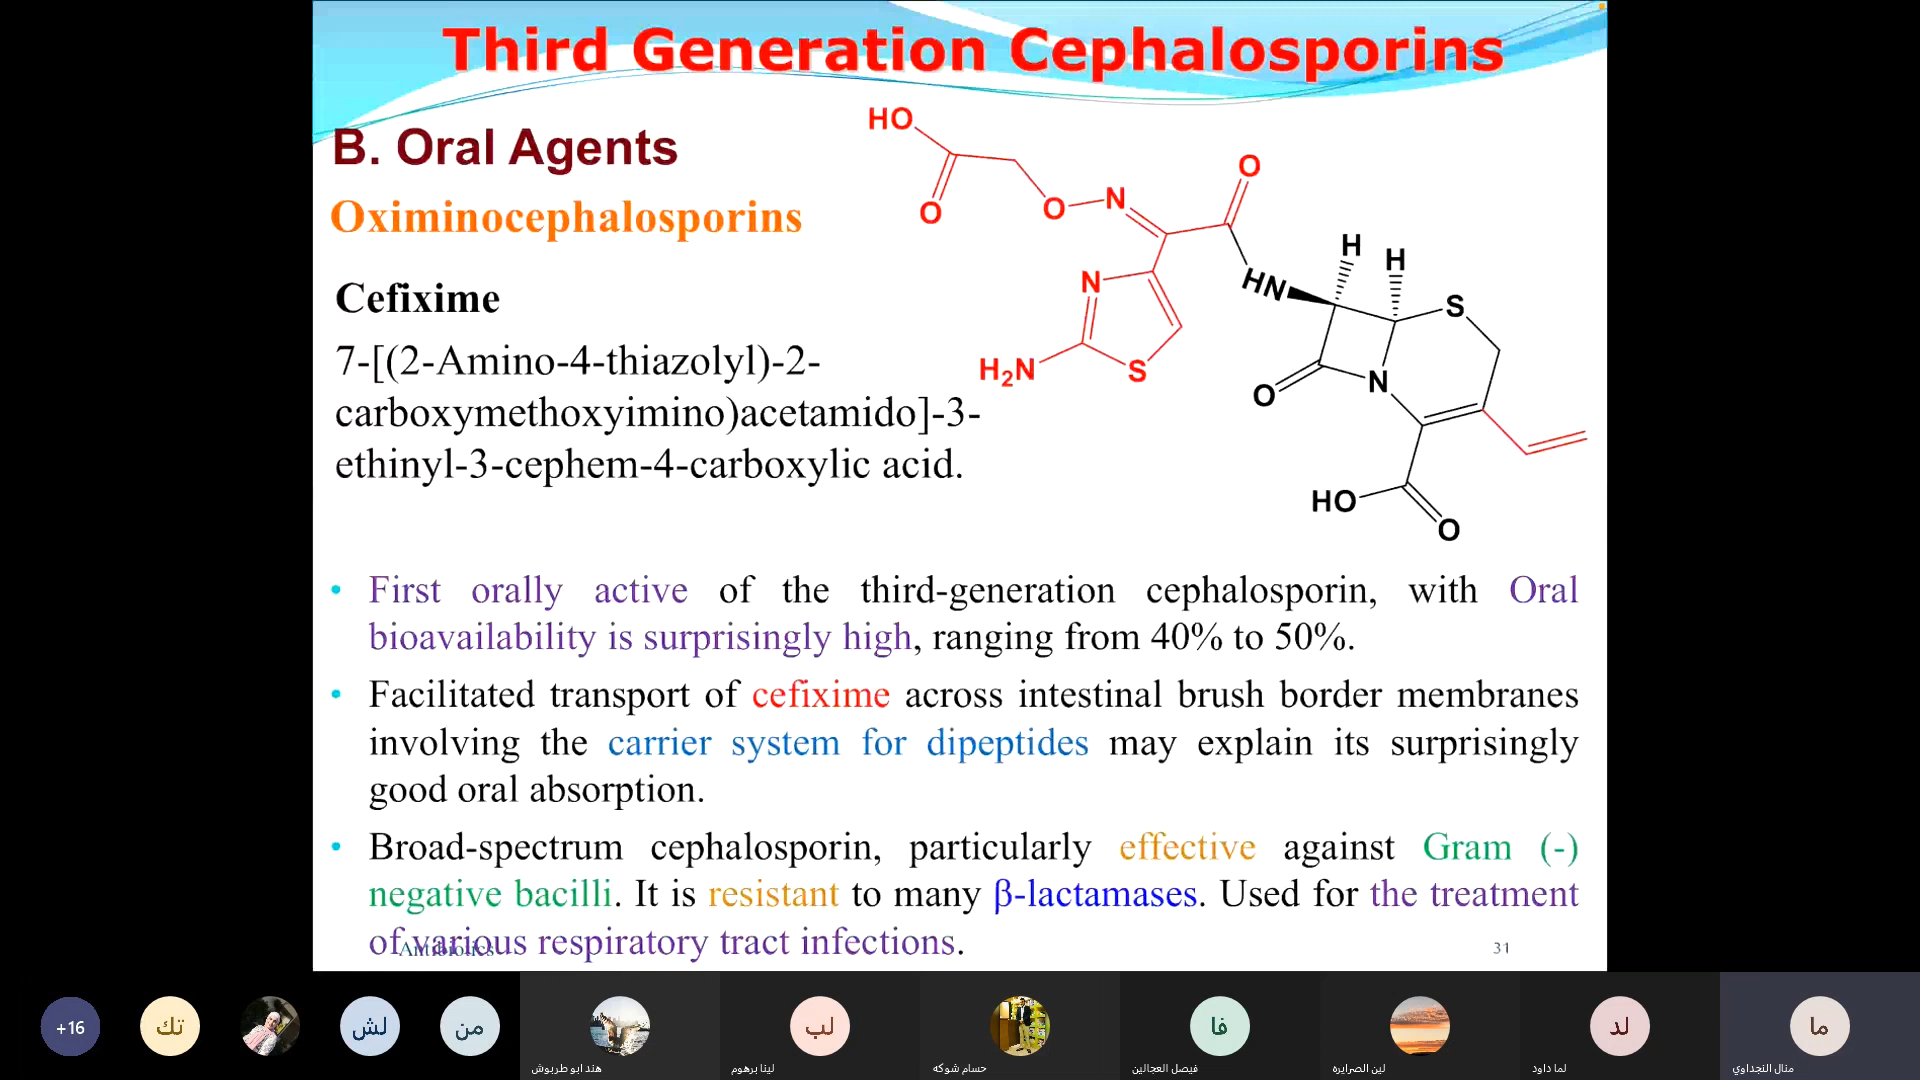 Third Generation Cephalosporins
B. Oral Agents
Oximinocephalosporins
Cefixime
7-[(2-Amino-4-thiazolyl)-2-
carboxymethoxyimino)acetamido]-3-
ethinyl-3-cephem-4-carboxylic acid.
HO
O
O
N
O
N
H₂N
S
HN
H
H
S
O
N
HO
O
• First orally active of the third-generation cephalosporin, with Oral
bioavailability is surprisingly high, ranging from 40% to 50%.
• Facilitated transport of cefixime across intestinal brush border membranes
involving the carrier system for dipeptides may explain its surprisingly
good oral absorption.
• Broad-spectrum cephalosporin, particularly effective against Gram (-)
negative bacilli. It is resistant to many β-lactamases. Used for the treatment
of various respiratory tract infections.
Antibiotics
31
+16
تك
لش
من
هند ابو طربوش
لب
لينا برهوم
حسام شوكه
فا
فيصل العجالين
لين الصرايره
لد
لما داود
ما
منال النجداوي